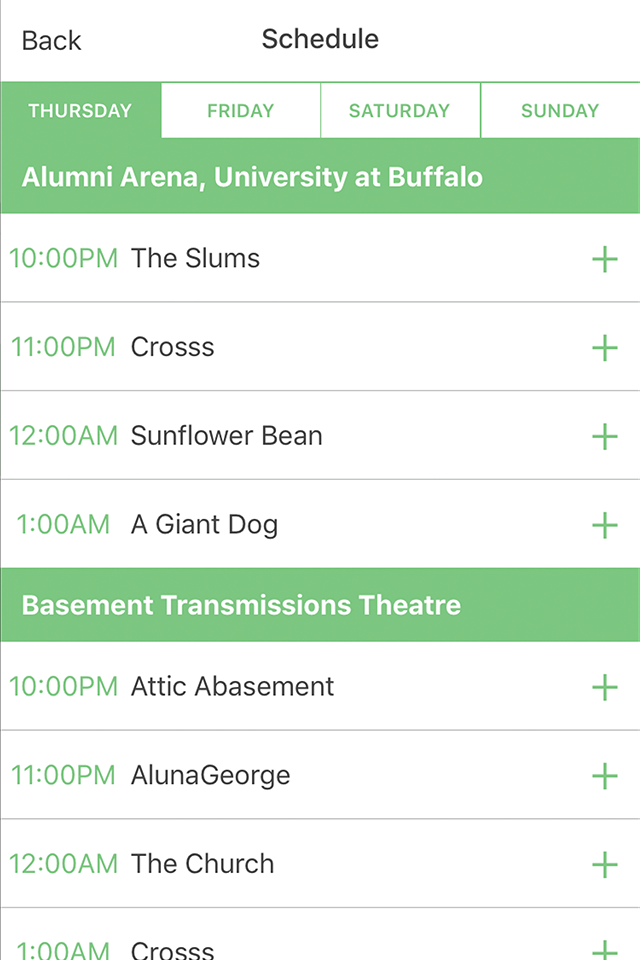 Back Schedule
THURSDAY FRIDAY SATURDAY SUNDAY
Alumni Arena, University at Buffalo
10:00PM The Slums +
11:00PM Crosss +
12:00AM Sunflower Bean +
1:00AM A Giant Dog +
Basement Transmissions Theatre
10:00PM Attic Abasement +
11:00PM AlunaGeorge +
12:00AM The Church +
1:00AM Crosss +